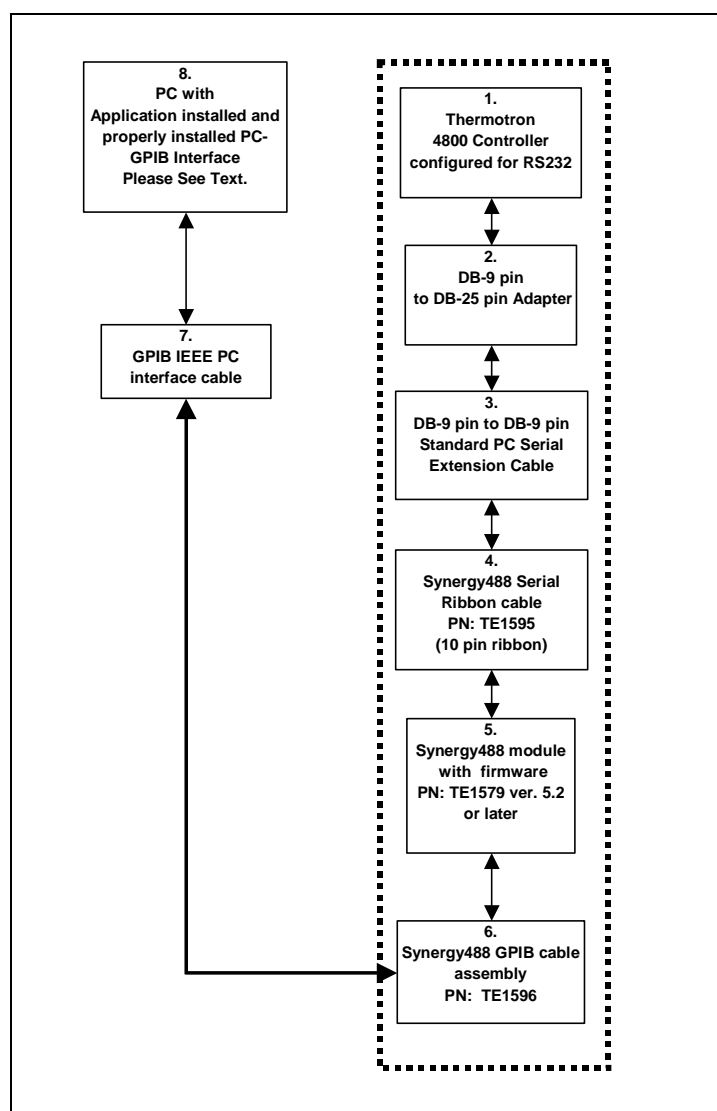 8.
PC with
Application installed and
properly installed PC-
GPIB Interface
Please See Text.
7.
GPIB IEEE PC
interface cable
1.
Thermotron
4800 Controller
configured for RS232
2.
DB-9 pin
to DB-25 pin Adapter
3.
DB-9 pin to DB-9 pin
Standard PC Serial
Extension Cable
4.
Synergy488 Serial
Ribbon cable
PN: TE1595
(10 pin ribbon)
5.
Synergy488 module
with firmware
PN: TE1579 ver. 5.2
or later
6.
Synergy488 GPIB cable
assembly
PN: TE1596